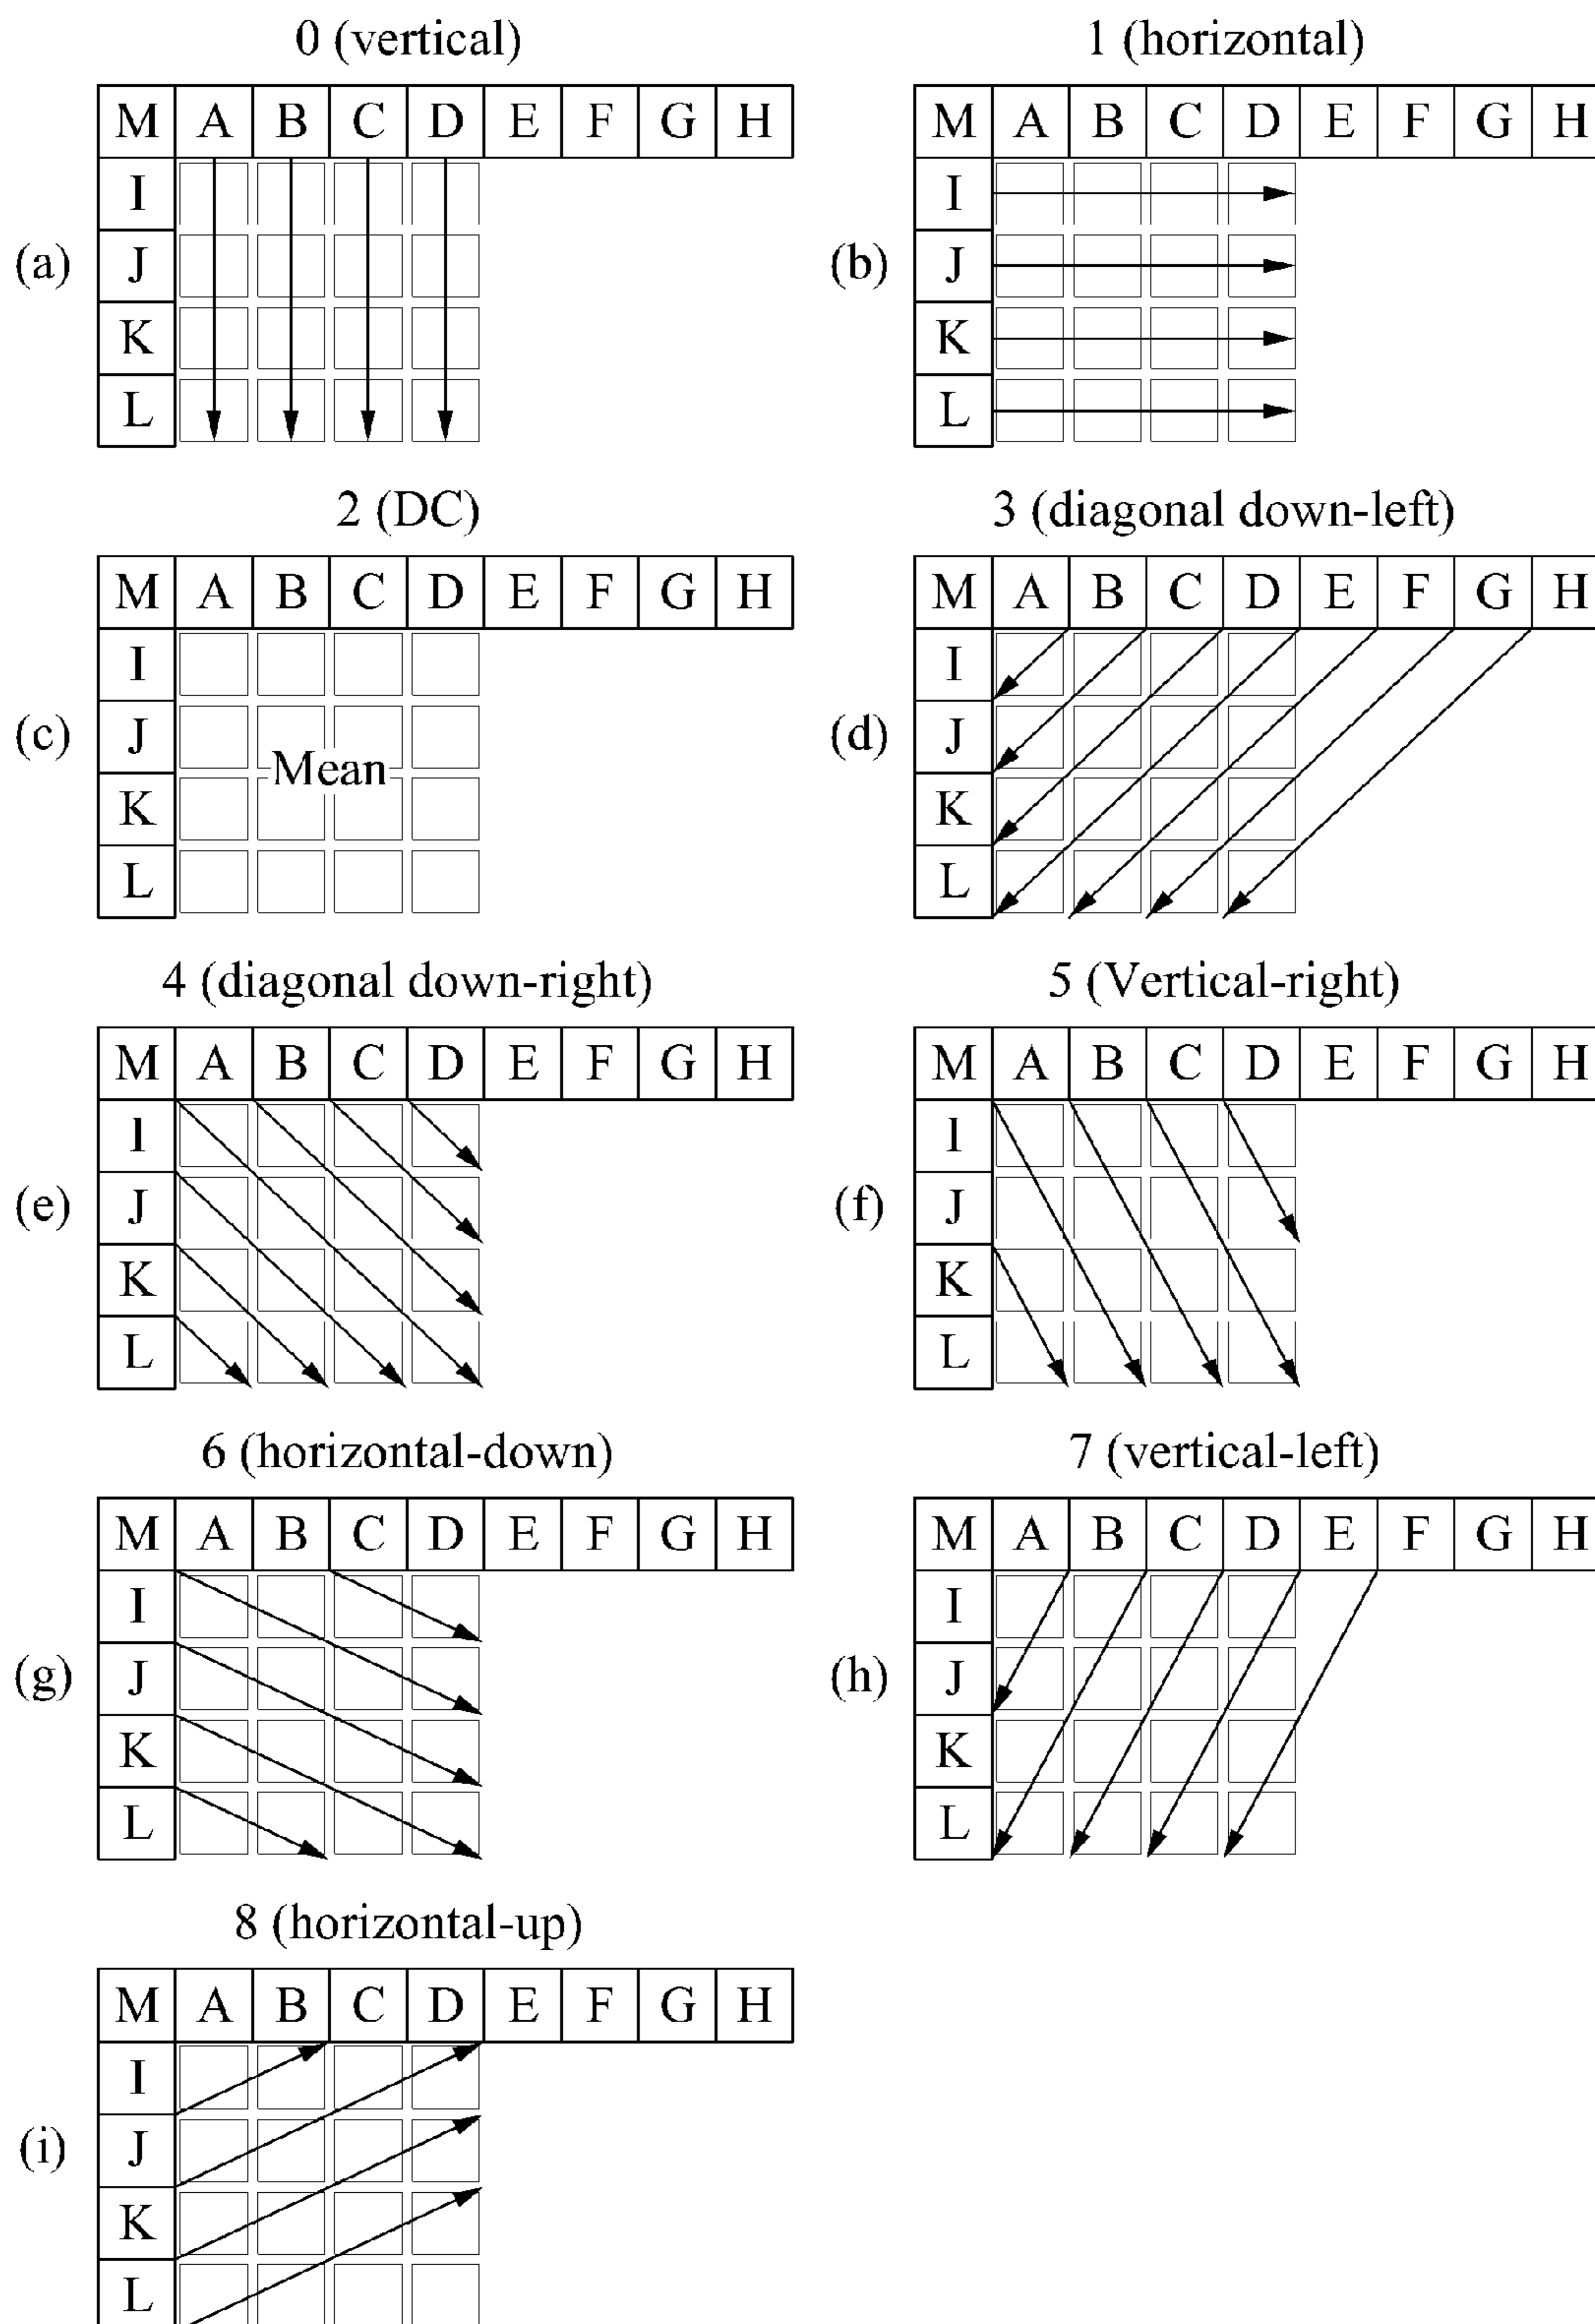 0 (vertical)
1 (horizontal)
M A B C D E F G H
M A B C D E F G H
I
I
(a) J
(b) J
K
K
L
L
2 (DC)
3 (diagonal down-left)
M A B C D E F G H
M A B C D E F G H
I
I
(c) J
(d) J
Mean
K
K
L
L
4 (diagonal down-right)
5 (Vertical-right)
M A B C D E F G H
M A B C D E F G H
I
I
(e) J
(f) J
K
K
L
L
6 (horizontal-down)
7 (vertical-left)
M A B C D E F G H
M A B C D E F G H
I
I
(g) J
(h) J
K
K
L
L
8 (horizontal-up)
M A B C D E F G H
I
(i) J
K
L